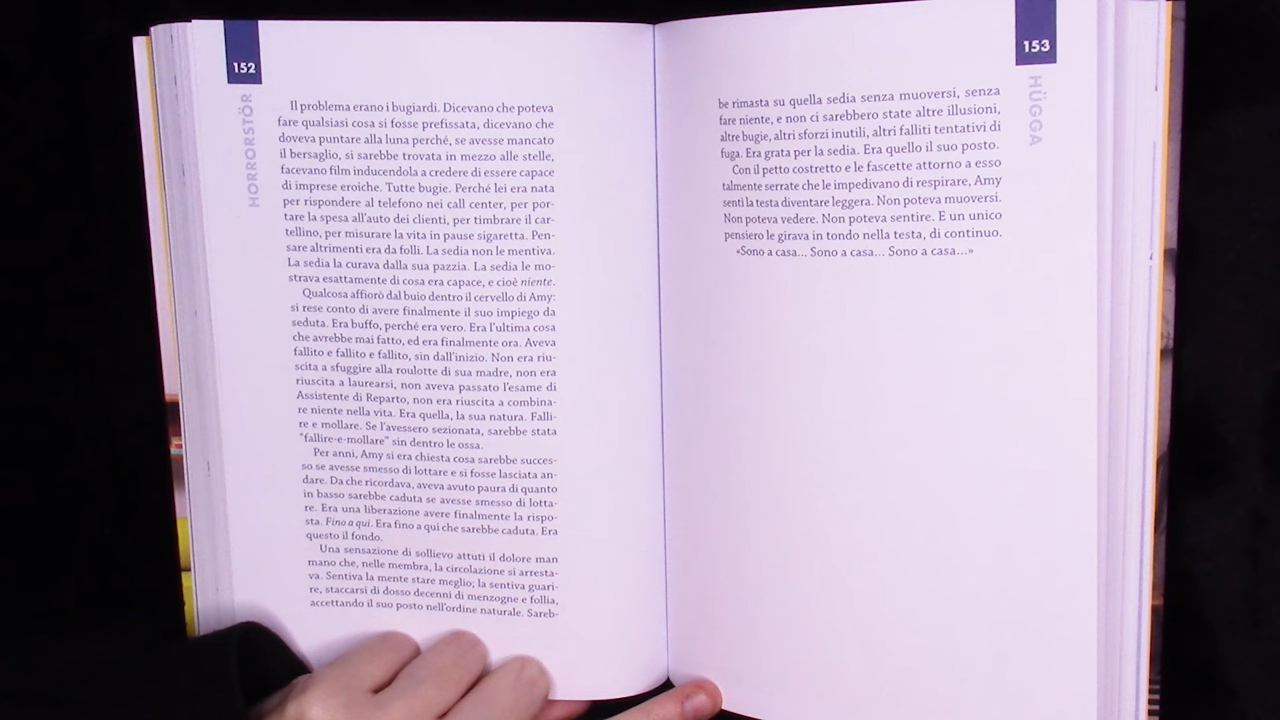 152
HORRORSTÖR
Il problema erano i bugiardi. Dicevano che poteva
fare qualsiasi cosa si fosse prefissata, dicevano che
doveva puntare alla luna perché, se avesse mancato
il bersaglio, si sarebbe trovata in mezzo alle stelle,
facevano film inducendola a credere di essere capace
di imprese eroiche. Tutte bugie. Perché lei era nata
per rispondere al telefono nei call center, per por-
tare la spesa all'auto dei clienti, per timbrare il car-
tellino, per misurare la vita in pause sigaretta. Pen-
sare altrimenti era da folli. La sedia non le mentiva.
La sedia la curava dalla sua pazzia. La sedia le mo-
strava esattamente di cosa era capace, e cioè niente.
Qualcosa affiorò dal buio dentro il cervello di Amy:
si rese conto di avere finalmente il suo impiego da
seduta. Era buffo, perché era vero. Era l'ultima cosa
che avrebbe mai fatto, ed era finalmente ora. Aveva
fallito e fallito e fallito, sin dall'inizio. Non era riu-
scita a sfuggire alla roulotte di sua madre, non era
riuscita a laurearsi, non aveva passato l'esame di
Assistente di Reparto, non era riuscita a combina-
re niente nella vita. Era quella, la sua natura. Falli-
re e mollare. Se l'avessero sezionata, sarebbe stata
"fallire-e-mollare" sin dentro le ossa.
Per anni, Amy si era chiesta cosa sarebbe succes-
so se avesse smesso di lottare e si fosse lasciata an-
dare. Da che ricordava, aveva avuto paura di quanto
in basso sarebbe caduta se avesse smesso di lotta-
re. Era una liberazione avere finalmente la rispo-
sta. Fino a qui. Era fino a qui che sarebbe caduta. Era
questo il fondo.
Una sensazione di sollievo attutì il dolore man
mano che, nelle membra, la circolazione si arresta-
va. Sentiva la mente stare meglio; la sentiva guari-
re, staccarsi di dosso decenni di menzogne e follia,
accettando il suo posto nell'ordine naturale. Sareb-
153
HÜGGA
be rimasta su quella sedia senza muoversi, senza
fare niente, e non ci sarebbero state altre illusioni,
altre bugie, altri sforzi inutili, altri falliti tentativi di
fuga. Era grata per la sedia. Era quello il suo posto.
Con il petto costretto e le fascette attorno a esso
talmente serrate che le impedivano di respirare, Amy
sentì la testa diventare leggera. Non poteva muoversi.
Non poteva vedere. Non poteva sentire. E un unico
pensiero le girava in tondo nella testa, di continuo.
«Sono a casa... Sono a casa... Sono a casa...»